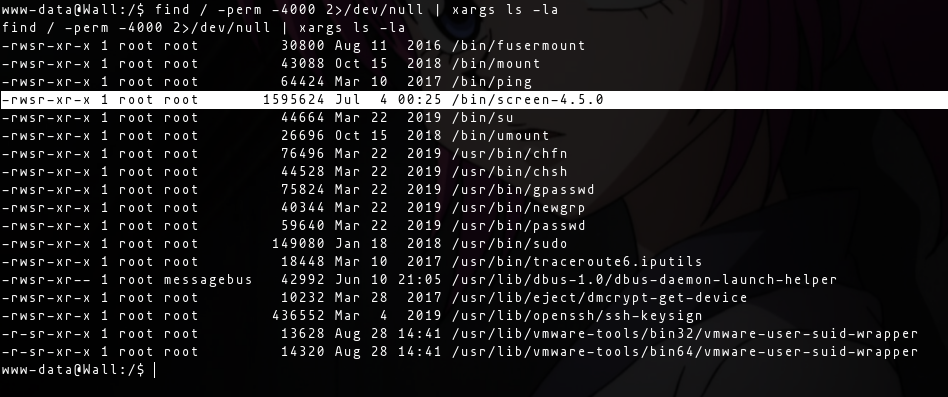 www-data@Wall:/$ find / -perm -4000 2>/dev/null | xargs ls -la
find / -perm -4000 2>/dev/null | xargs ls -la
-rwsr-xr-x 1 root root        30800 Aug 11  2016 /bin/fusermount
-rwsr-xr-x 1 root root        43088 Oct 15  2018 /bin/mount
-rwsr-xr-x 1 root root        64424 Mar 10  2017 /bin/ping
-rwsr-xr-x 1 root root      1595624 Jul  4 00:25 /bin/screen-4.5.0
-rwsr-xr-x 1 root root        44664 Mar 22  2019 /bin/su
-rwsr-xr-x 1 root root        26696 Oct 15  2018 /bin/umount
-rwsr-xr-x 1 root root        76496 Mar 22  2019 /usr/bin/chfn
-rwsr-xr-x 1 root root        44528 Mar 22  2019 /usr/bin/chsh
-rwsr-xr-x 1 root root        75824 Mar 22  2019 /usr/bin/gpasswd
-rwsr-xr-x 1 root root        40344 Mar 22  2019 /usr/bin/newgrp
-rwsr-xr-x 1 root root        59640 Mar 22  2019 /usr/bin/passwd
-rwsr-xr-x 1 root root       149080 Jan 18  2018 /usr/bin/sudo
-rwsr-xr-x 1 root root        18448 Mar 10  2017 /usr/bin/traceroute6.iputils
-rwsr-xr-- 1 root messagebus   42992 Jun 10 21:05 /usr/lib/dbus-1.0/dbus-daemon-launch-helper
-rwsr-xr-x 1 root root        10232 Mar 28  2017 /usr/lib/eject/dmcrypt-get-device
-rwsr-xr-x 1 root root       436552 Mar  4  2019 /usr/lib/openssh/ssh-keysign
-r-sr-xr-x 1 root root        13628 Aug 28 14:41 /usr/lib/vmware-tools/bin32/vmware-user-suid-wrapper
-r-sr-xr-x 1 root root        14320 Aug 28 14:41 /usr/lib/vmware-tools/bin64/vmware-user-suid-wrapper
www-data@Wall:/$